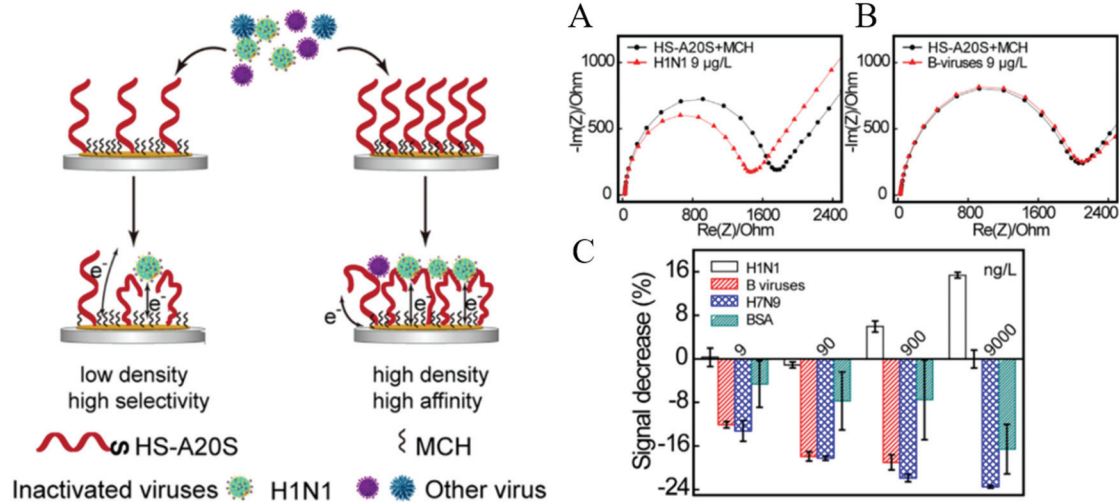 e⁻
e⁻
e⁻
e⁻
e⁻
low density
high selectivity
high density
high affinity
S HS-A20S
MCH
Inactivated viruses
H1N1
Other virus
A
HS-A20S+MCH
H1N1 9 µg/L
-Im(Z)/Ohm
1000
500
0
0 800 1600 2400
Re(Z)/Ohm
B
HS-A20S+MCH
B-viruses 9 µg/L
-Im(Z)/Ohm
1000
500
0
0 800 1600 2400
Re(Z)/Ohm
C
H1N1
B viruses
H7N9
BSA
ng/L
Signal decrease (%)
16
8
0
-8
-16
-24
9 90 900 9000